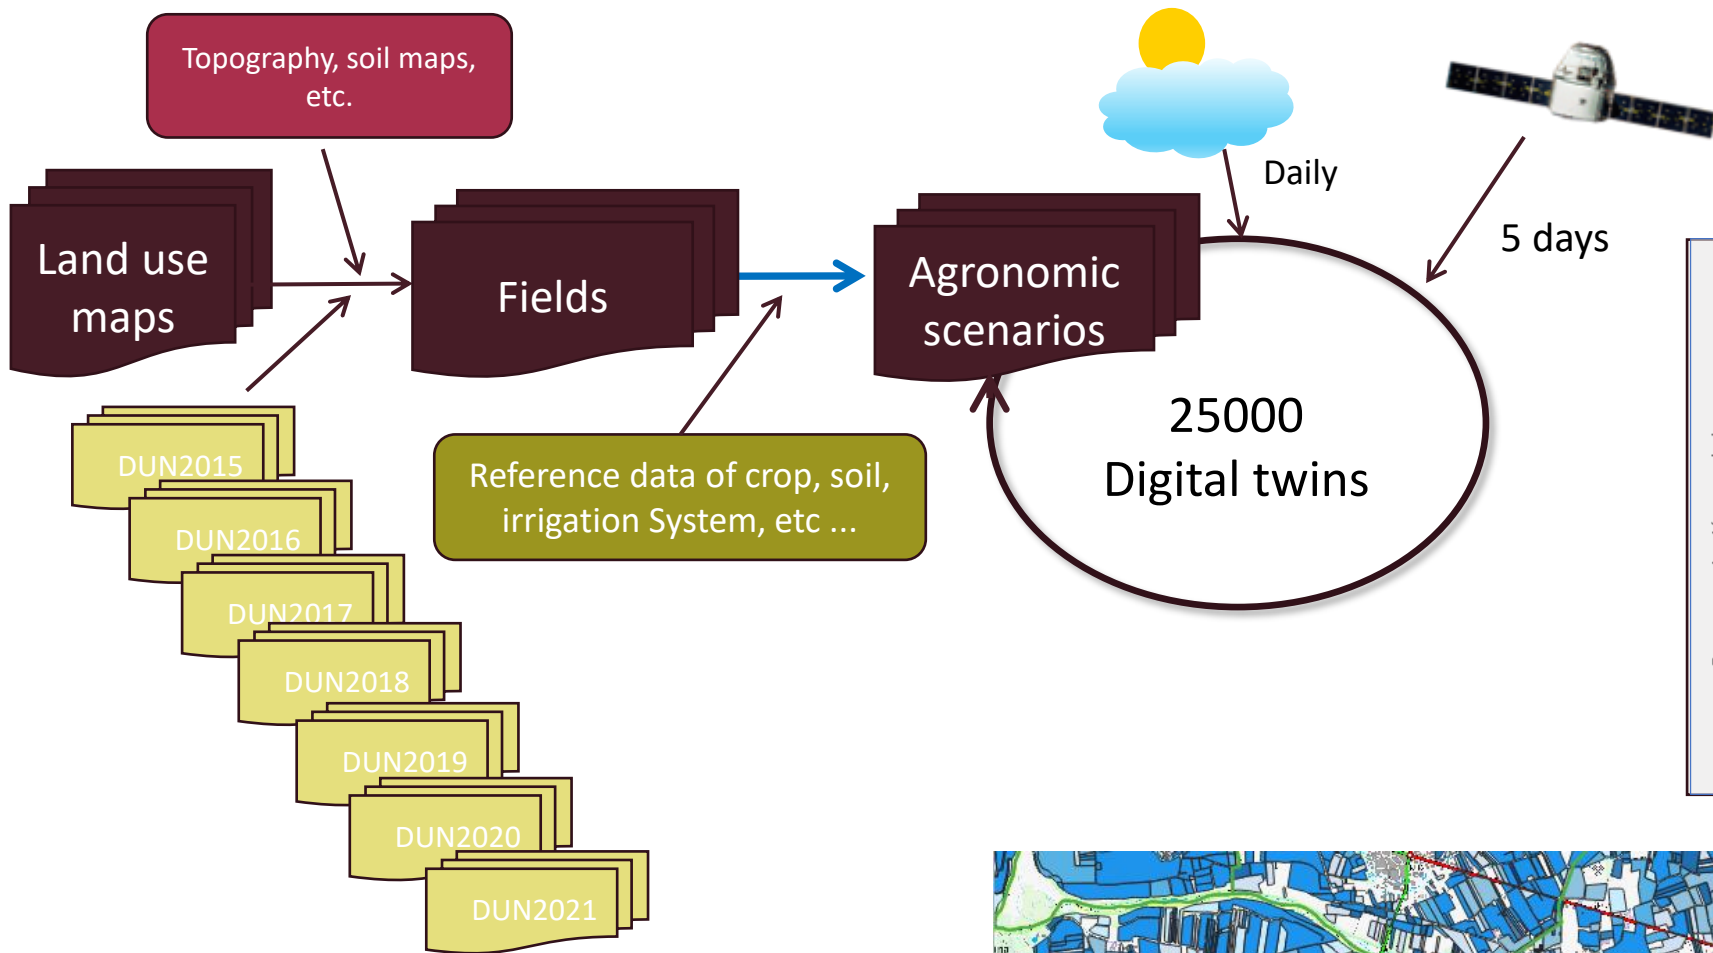 Topography, soil maps,
etc.
Daily
5 days
Land use
maps
Fields
Agronomic
scenarios
25000
Digital twins
Reference data of crop, soil,
irrigation System, etc ...
DUN2015
DUN2016
DUN2017
DUN2018
DUN2019
DUN2020
DUN2021